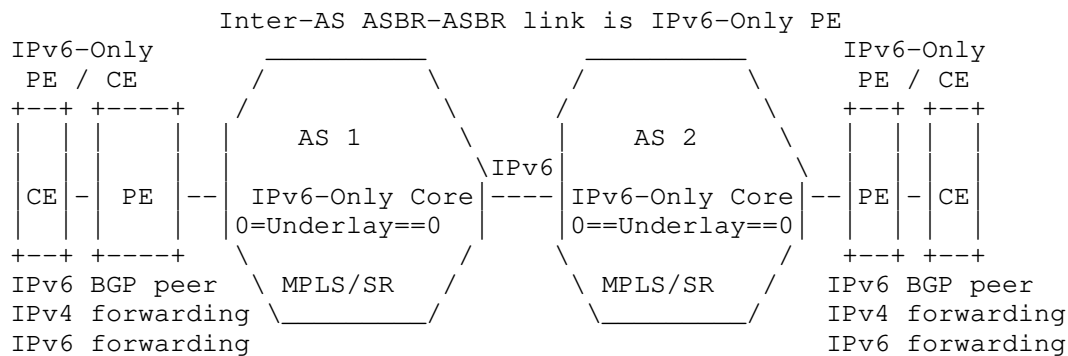 Inter-AS ASBR-ASBR link is IPv6-Only PE
IPv6-Only IPv6-Only
PE / CE PE / CE
AS 1 AS 2
IPv6
CE PE IPv6-Only Core IPv6-Only Core PE CE
0=Underlay==0 0==Underlay==0
IPv6 BGP peer MPLS/SR MPLS/SR IPv6 BGP peer
IPv4 forwarding IPv4 forwarding
IPv6 forwarding IPv6 forwarding